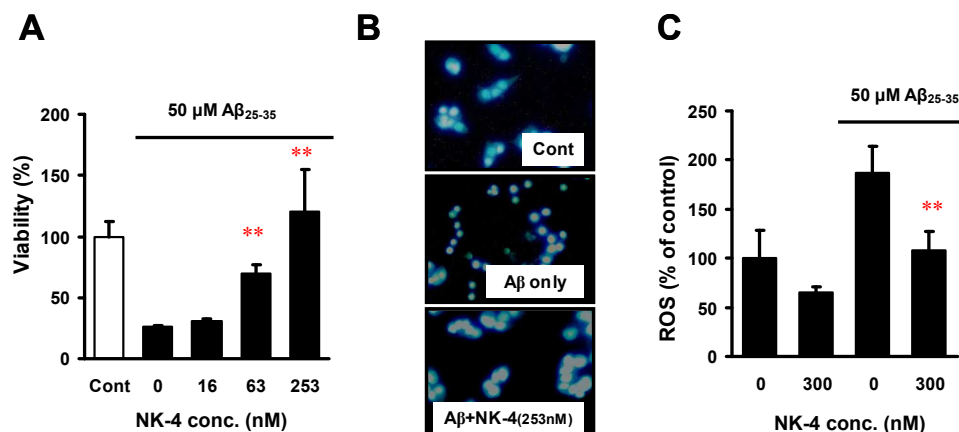 A
B
C
50 μM Aβ25-35
200
150
100
50
0
Viability (%)
**
**
Cont
0
16
63
253
NK-4 conc. (nM)
Cont
Aβ only
Aβ+NK-4(253nM)
50 μM Aβ25-35
250
200
150
100
50
0
ROS (% of control)
**
0
300
0
300
NK-4 conc. (nM)